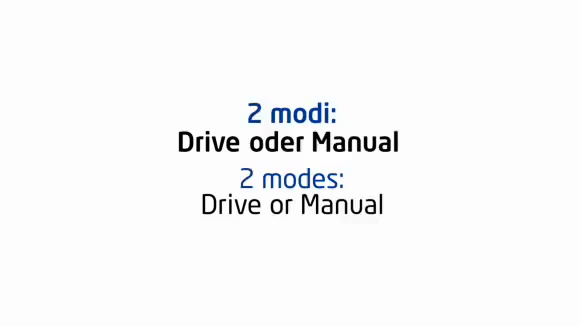 2 modi:
Drive oder Manual
2 modes:
Drive or Manual